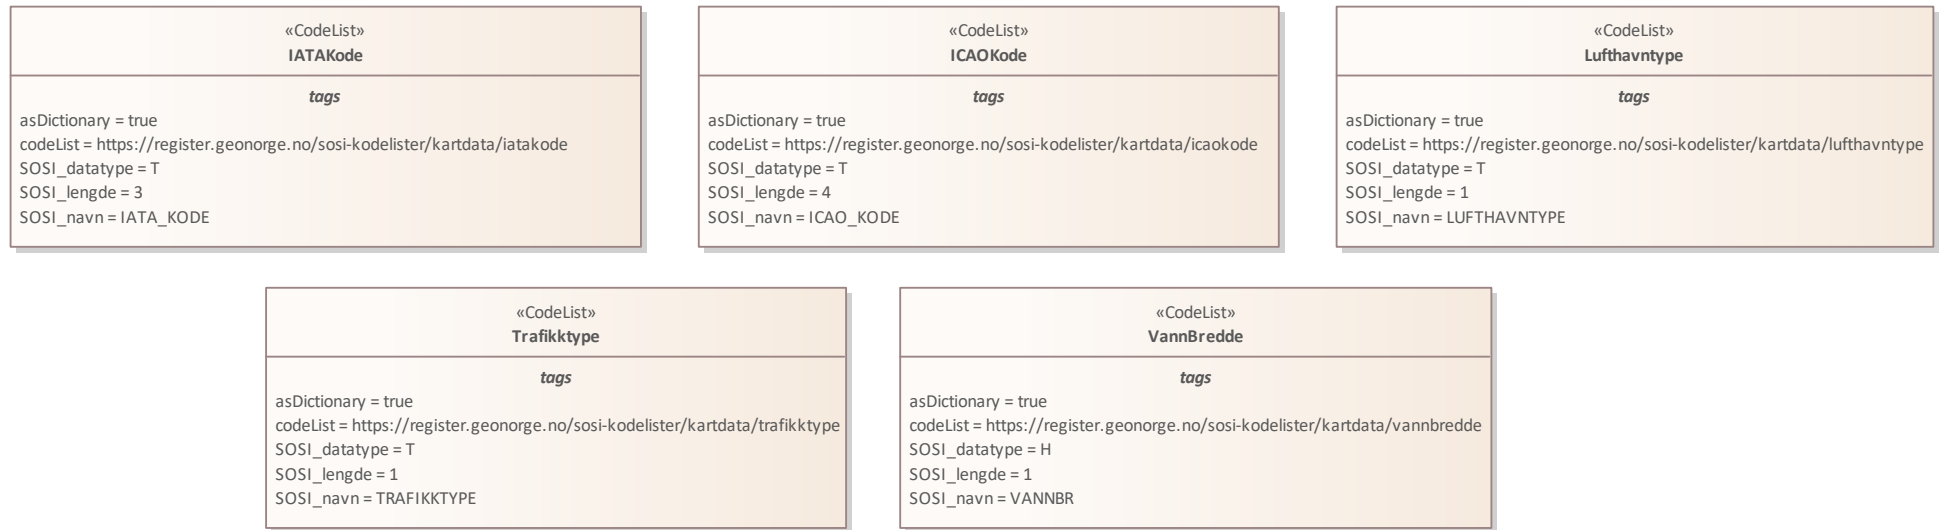 «CodeList»
IATAKode
tags
asDictionary = true
codeList = https://register.geonorge.no/sosi-kodelister/kartdata/iatakode
SOSI_datatype = T
SOSI_lengde = 3
SOSI_navn = IATA_KODE
«CodeList»
ICAOKode
tags
asDictionary = true
codeList = https://register.geonorge.no/sosi-kodelister/kartdata/icaokode
SOSI_datatype = T
SOSI_lengde = 4
SOSI_navn = ICAO_KODE
«CodeList»
Lufthavntype
tags
asDictionary = true
codeList = https://register.geonorge.no/sosi-kodelister/kartdata/lufthavntype
SOSI_datatype = T
SOSI_lengde = 1
SOSI_navn = LUFTHAVNTYPE
«CodeList»
Trafikktype
tags
asDictionary = true
codeList = https://register.geonorge.no/sosi-kodelister/kartdata/trafikktype
SOSI_datatype = T
SOSI_lengde = 1
SOSI_navn = TRAFIKKTYPE
«CodeList»
VannBredde
tags
asDictionary = true
codeList = https://register.geonorge.no/sosi-kodelister/kartdata/vannbredde
SOSI_datatype = H
SOSI_lengde = 1
SOSI_navn = VANNBR